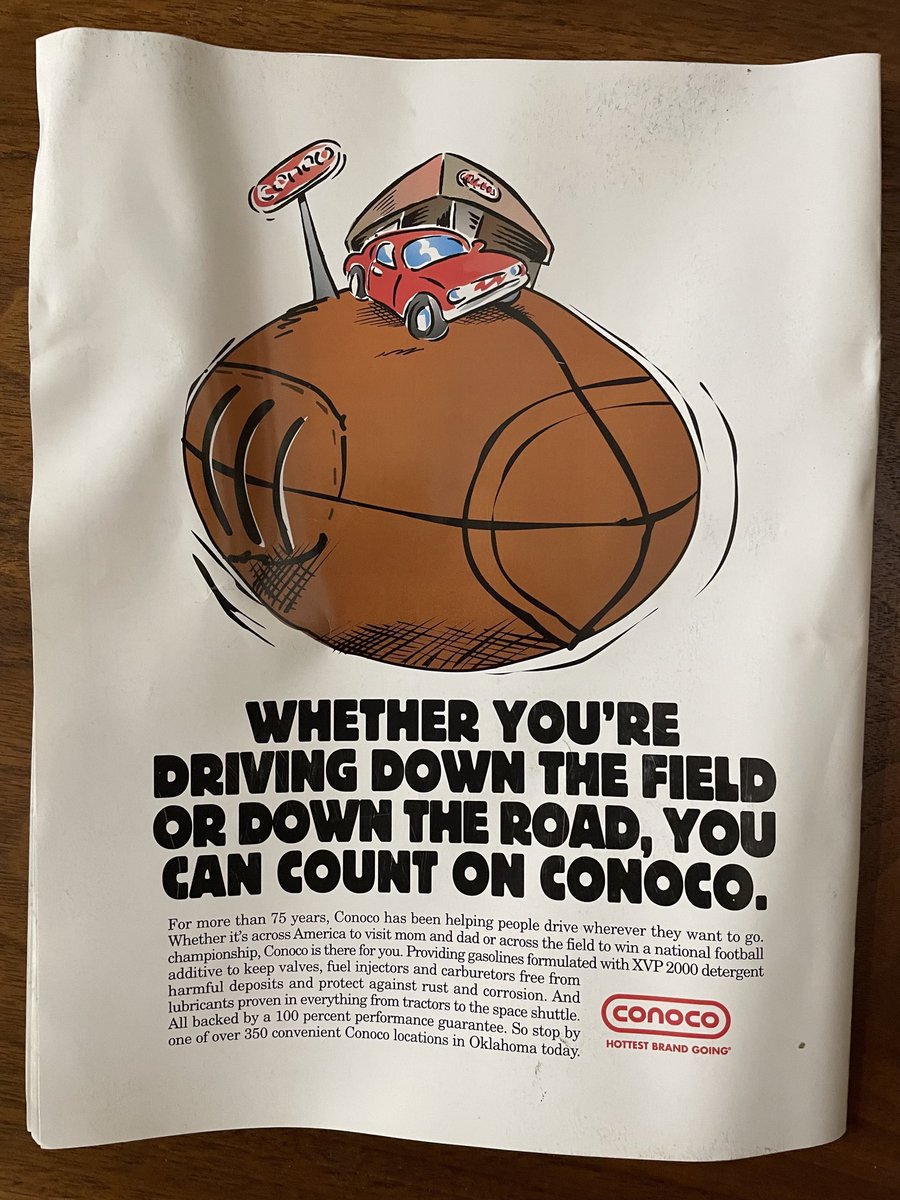 CONOCO
WHETHER YOU'RE
DRIVING DOWN THE FIELD
OR DOWN THE ROAD, YOU
CAN COUNT ON CONOCO.
For more than 75 years, Conoco has been helping people drive wherever they want to go.
Whether it's across America to visit mom and dad or across the field to win a national football
championship, Conoco is there for you. Providing gasolines formulated with XVP 2000 detergent
additive to keep valves, fuel injectors and carburetors free from
harmful deposits and protect against rust and corrosion. And
lubricants proven in everything from tractors to the space shuttle.
All backed by a 100 percent performance guarantee. So stop by
one of over 350 convenient Conoco locations in Oklahoma today.
conoco
HOTTEST BRAND GOING®